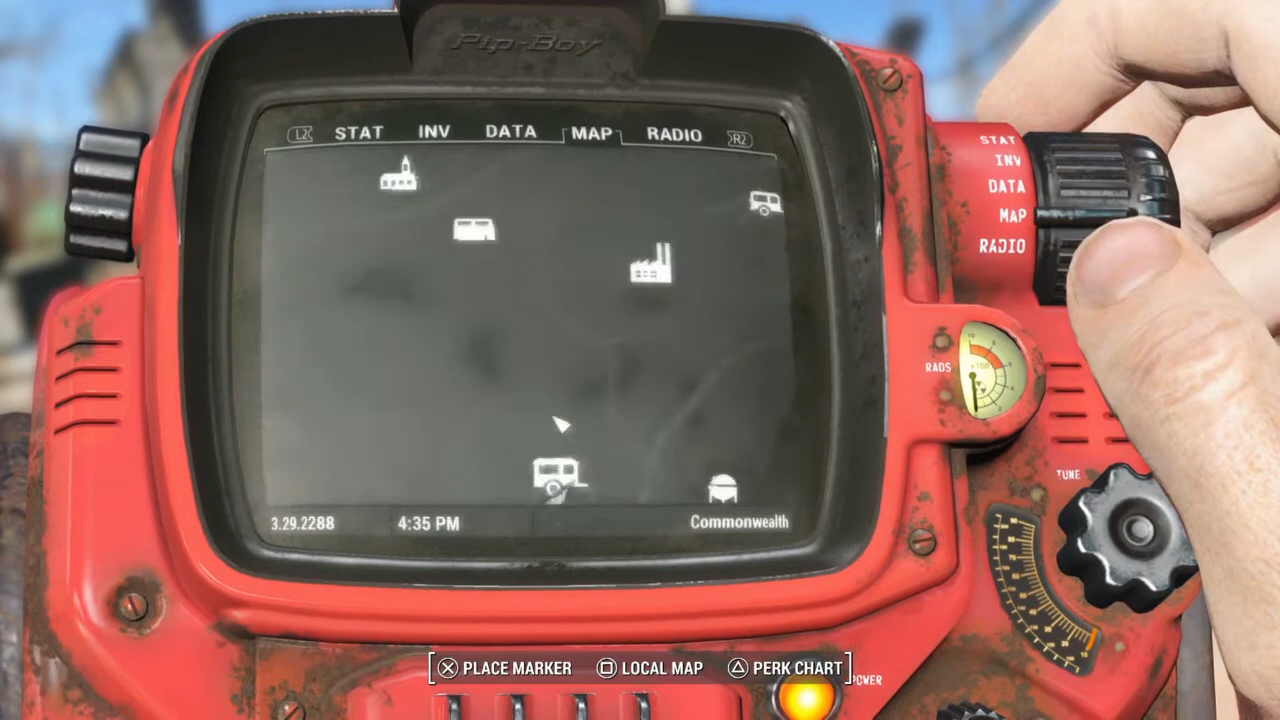 Pip-Boy
L2 STAT INV DATA MAP RADIO R2
STAT
INV
DATA
MAP
RADIO
RADS
x100
TUNE
3.29.2288 4:35 PM Commonwealth
PLACE MARKER LOCAL MAP PERK CHART
POWER